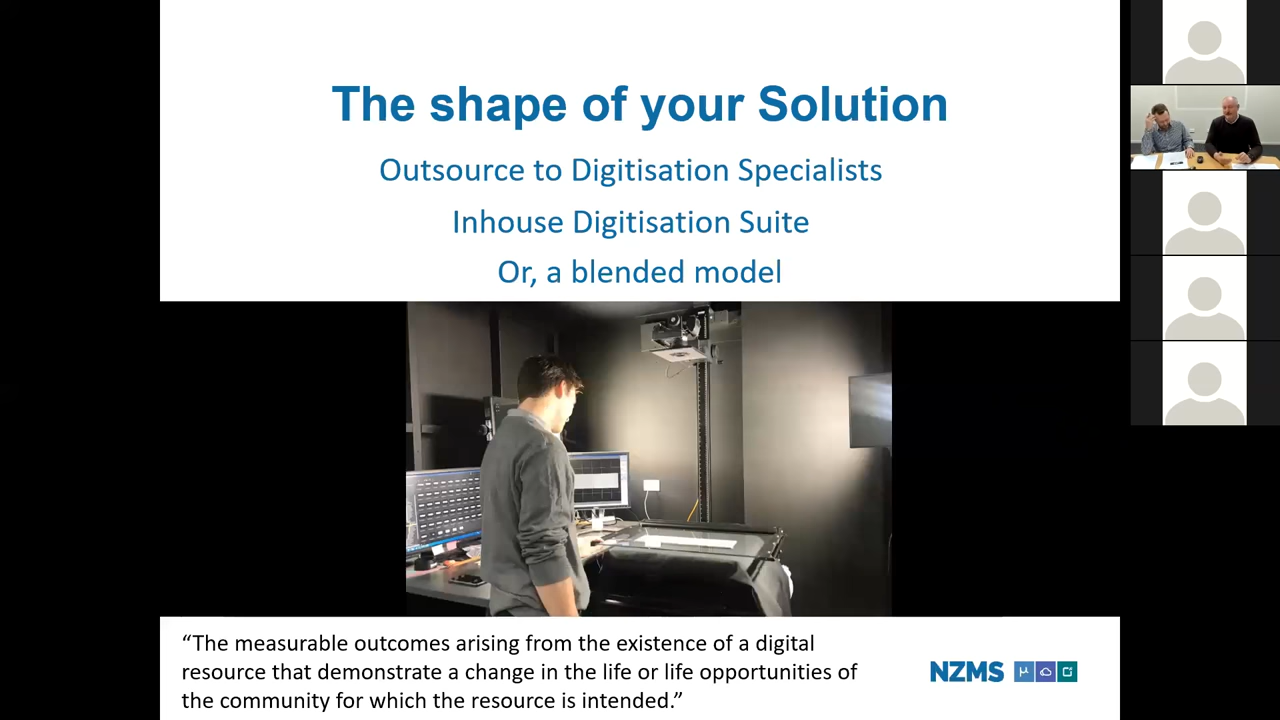 The shape of your Solution
Outsource to Digitisation Specialists
Inhouse Digitisation Suite
Or, a blended model
“The measurable outcomes arising from the existence of a digital
resource that demonstrate a change in the life or life opportunities of
the community for which the resource is intended.”
NZMS